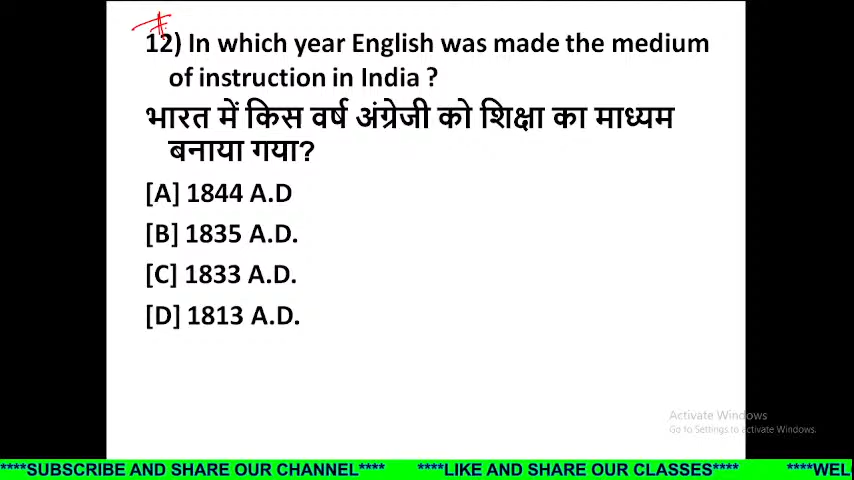 12) In which year English was made the medium
of instruction in India ?
भारत में किस वर्ष अंग्रेजी को शिक्षा का माध्यम
बनाया गया?
[A] 1844 A.D
[B] 1835 A.D.
[C] 1833 A.D.
[D] 1813 A.D.
Activate Windows
Go to Settings to activate Windows.
****SUBSCRIBE AND SHARE OUR CHANNEL**** ****LIKE AND SHARE OUR CLASSES**** ****WEL